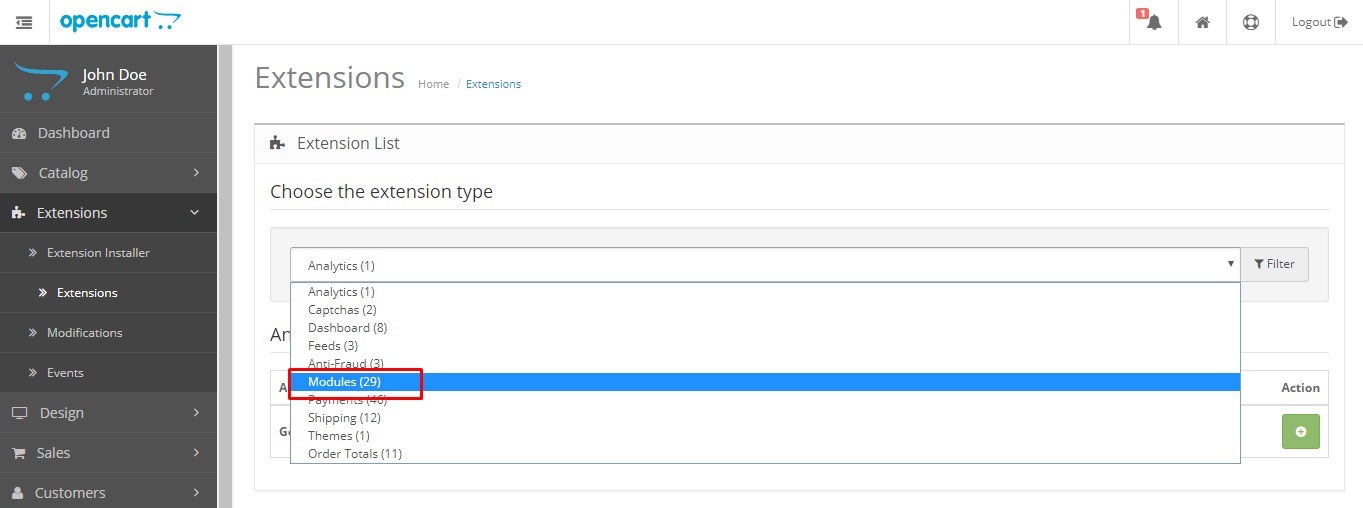 opencart
1
Logout
John Doe
Administrator
Dashboard
Catalog
Extensions
Extension Installer
Extensions
Modifications
Events
Design
Sales
Customers
Extensions
Home / Extensions
Extension List
Choose the extension type
Analytics (1)
Filter
Analytics (1)
Captchas (2)
Dashboard (8)
Feeds (3)
Anti-Fraud (3)
Modules (29)
Payments (46)
Shipping (12)
Themes (1)
Order Totals (11)
An
A
Action
Go